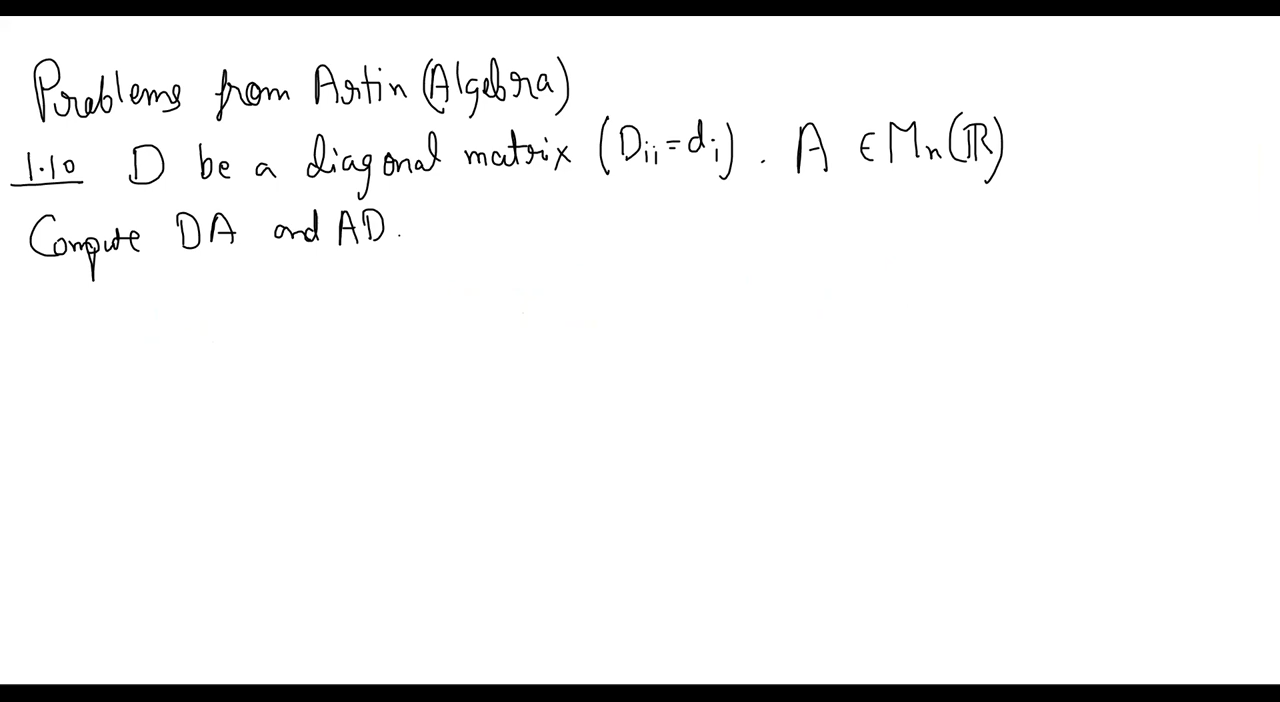 Problems from Artin (Algebra)
1.10 D be a diagonal matrix (Dᵢᵢ = dᵢ). A ∈ Mₙ(ℝ)
Compute DA and AD.